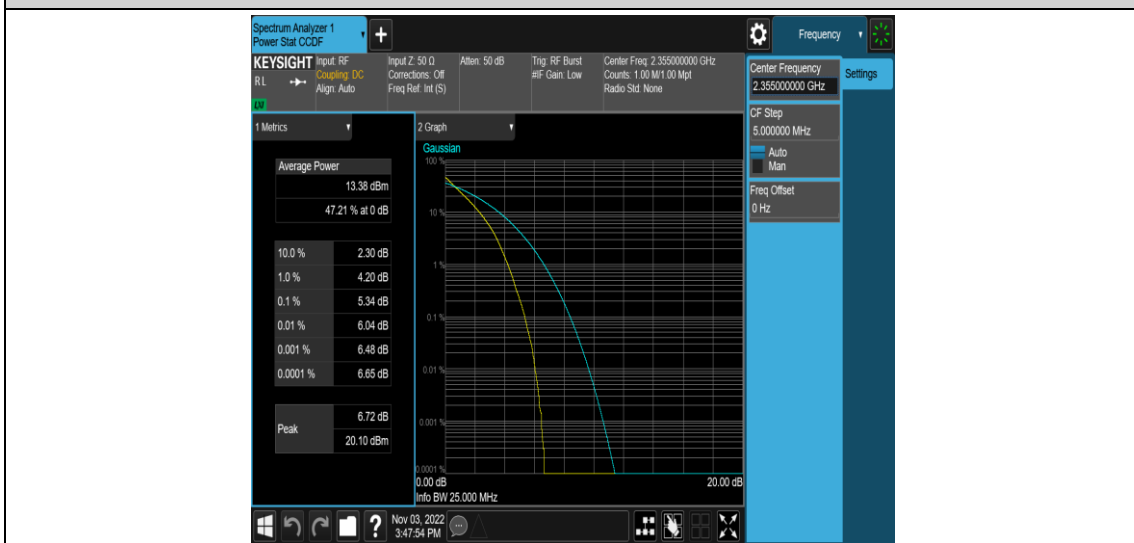 Spectrum Analyzer 1
Power Stat CCDF
+
Frequency
KEYSIGHT
RL
LXI
Input: RF
Coupling: DC
Align: Auto
Input Z: 50 Ω
Corrections: Off
Freq Ref: Int (S)
Atten: 50 dB
Trig: RF Burst
#IF Gain: Low
Center Freq: 2.355000000 GHz
Counts: 1.00 M/1.00 Mpt
Radio Std: None
Center Frequency
2.355000000 GHz
Settings
CF Step
5.000000 MHz
Auto
Man
Freq Offset
0 Hz
1 Metrics
Average Power
13.38 dBm
47.21 % at 0 dB
10.0 % 2.30 dB
1.0 % 4.20 dB
0.1 % 5.34 dB
0.01 % 6.04 dB
0.001 % 6.48 dB
0.0001 % 6.65 dB
Peak
6.72 dB
20.10 dBm
2 Graph
Gaussian
100 %
10 %
1 %
0.1 %
0.01 %
0.001 %
0.0001 %
0.00 dB 20.00 dB
Info BW 25.000 MHz
?
Nov 03, 2022
3:47:54 PM